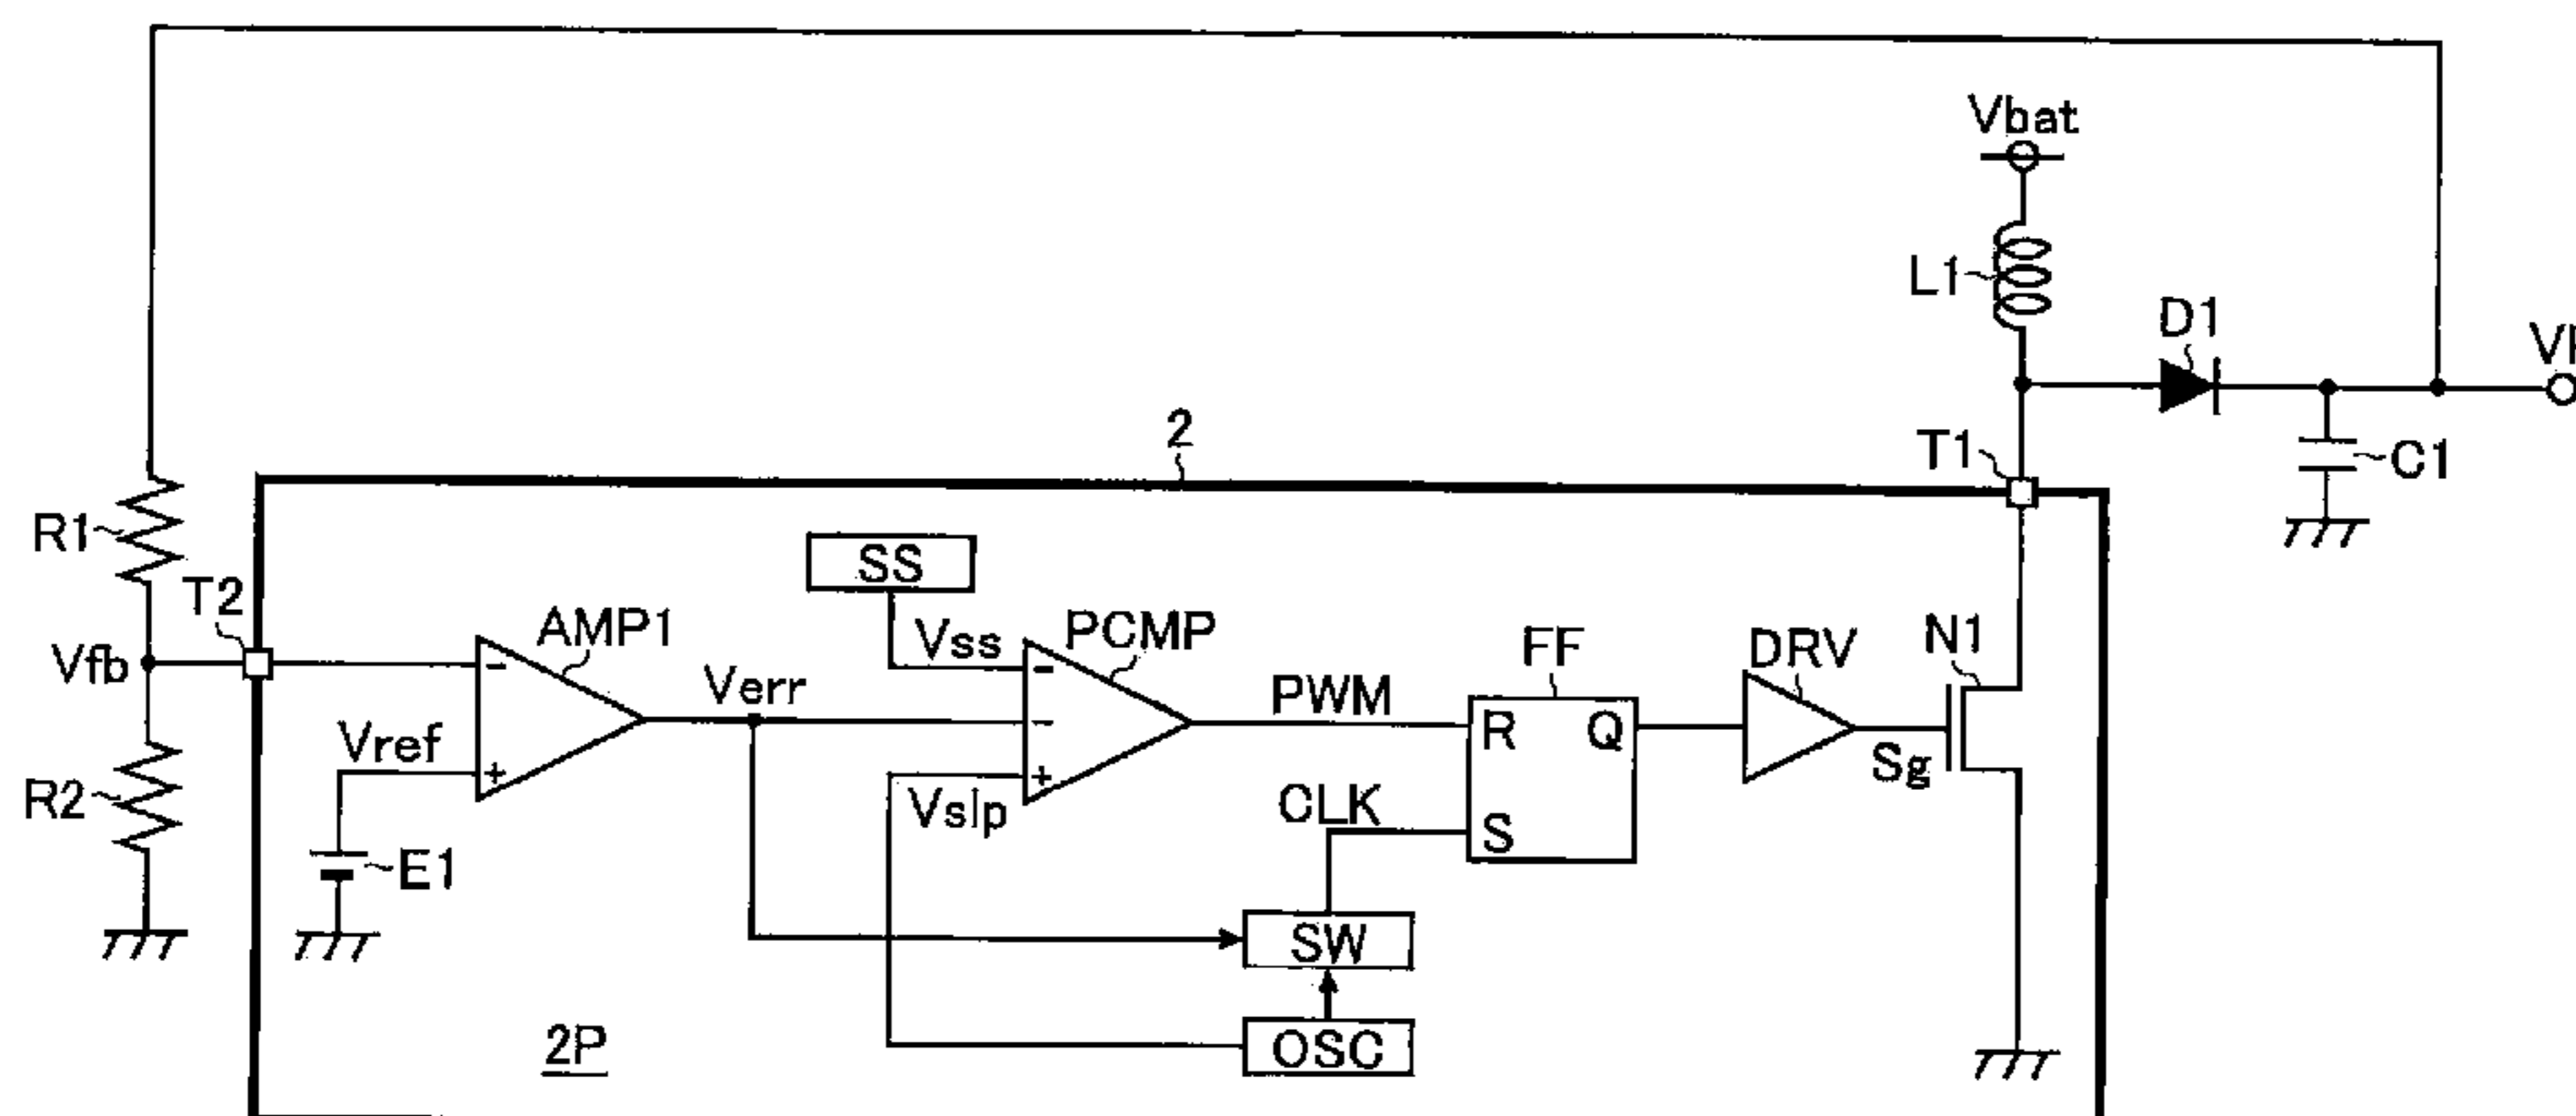 Vbat
L1
D1
2
T1
C1
R1
T2
SS
AMP1
Vss
PCMP
FF
DRV
N1
Vfb
Verr
PWM
R
Q
Vref
Sg
R2
Vslp
CLK
S
E1
SW
2P
OSC
-
+
-
-
+